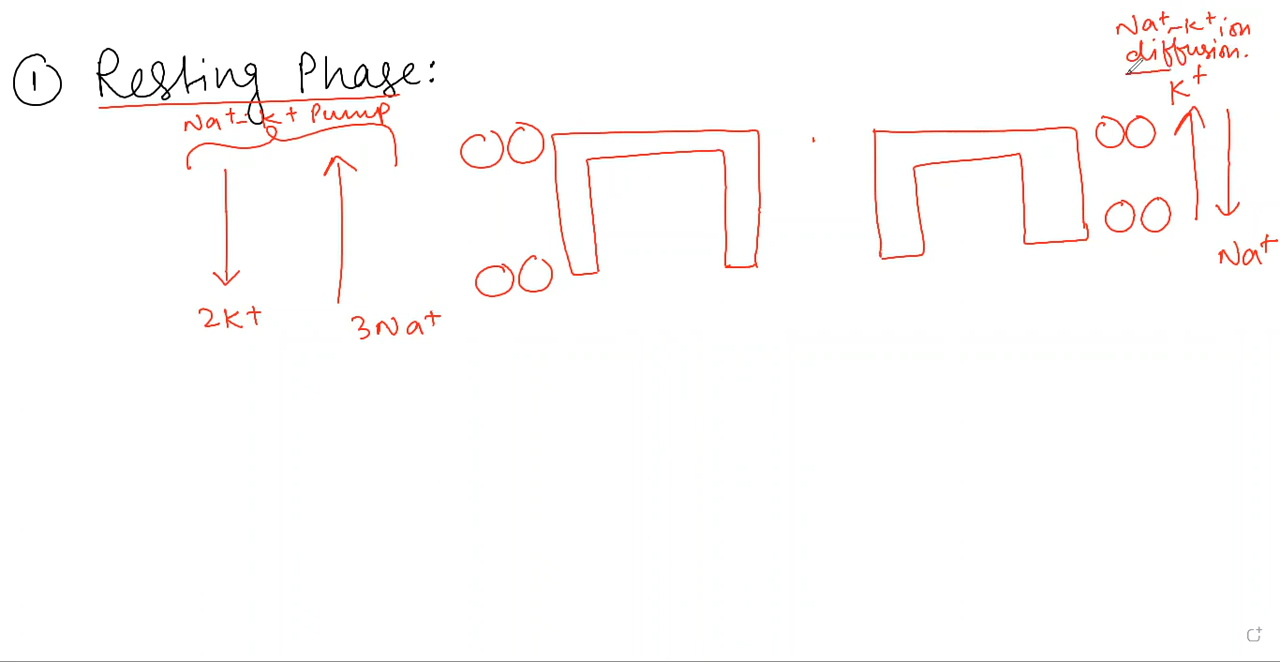 ① Resting Phase:
Na⁺-K⁺ Pump
2K⁺
3Na⁺
Na⁺-K⁺ ion
diffusion.
K⁺
Na⁺